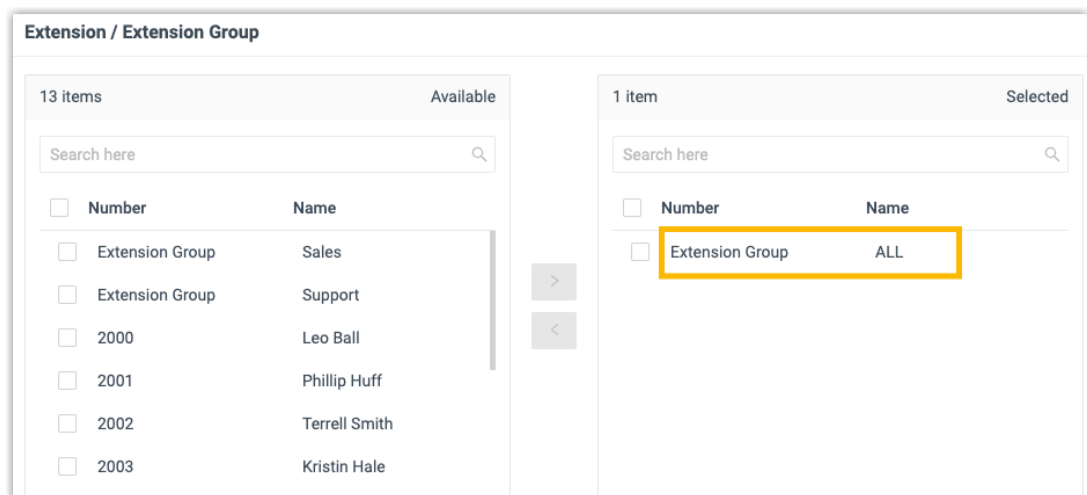 Extension / Extension Group
13 items Available
Search here
Number Name
Extension Group Sales
Extension Group Support
2000 Leo Ball
2001 Phillip Huff
2002 Terrell Smith
2003 Kristin Hale
>
<
1 item Selected
Search here
Number Name
Extension Group ALL